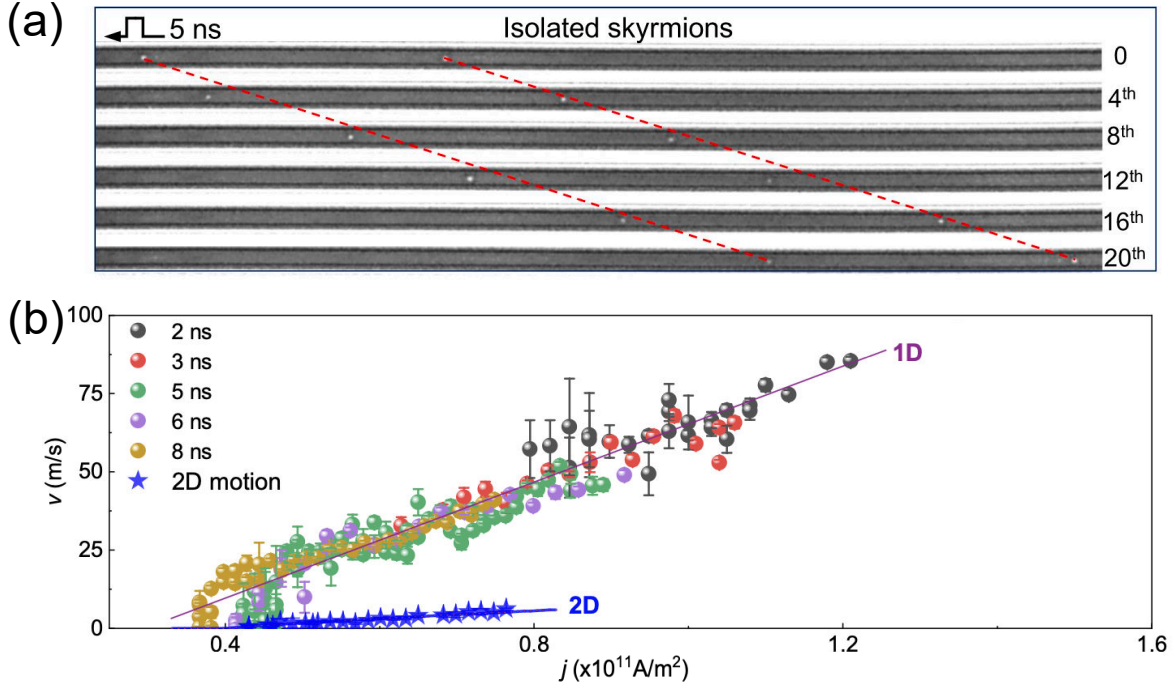 (a)
5 ns
Isolated skyrmions
0
4th
8th
12th
16th
20th
(b)
100
75
50
25
0
v (m/s)
2 ns
3 ns
5 ns
6 ns
8 ns
2D motion
1D
2D
0.4
0.8
1.2
1.6
j (x10¹¹A/m²)